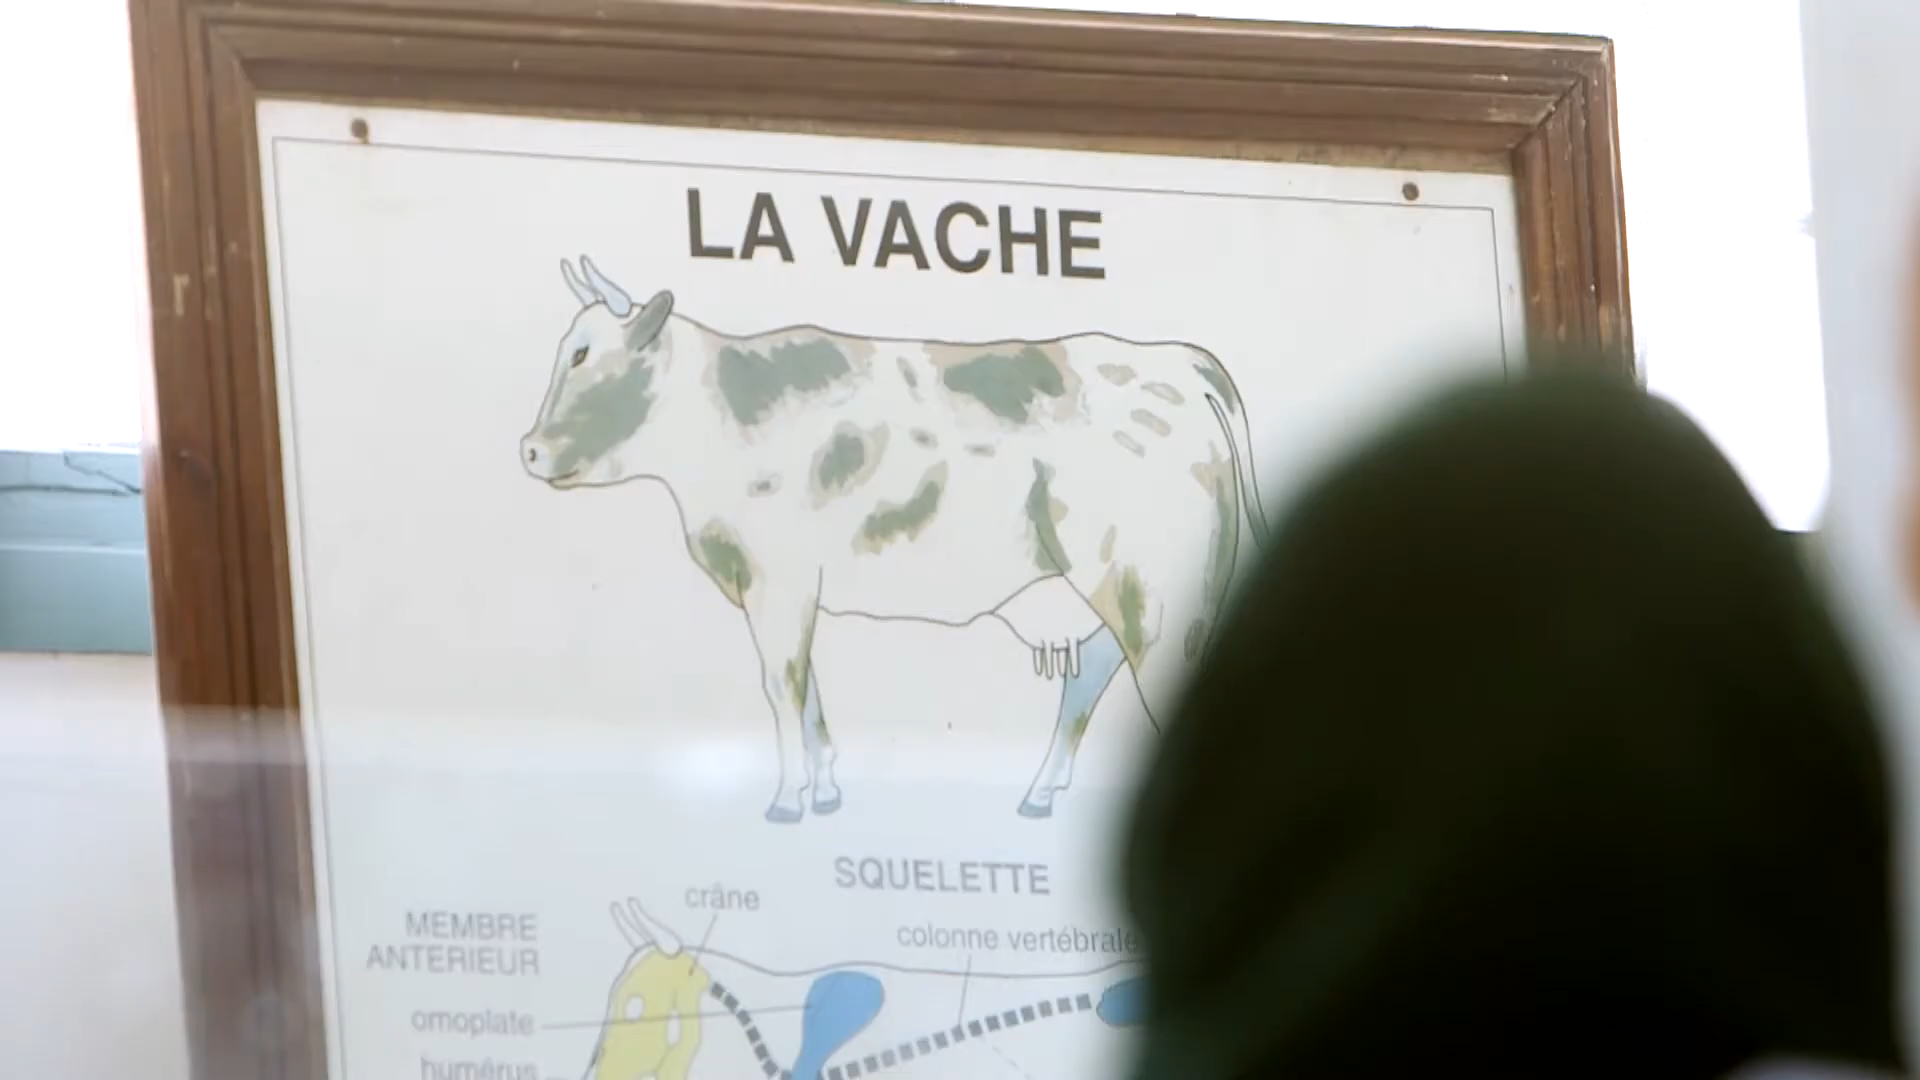 LA VACHE
SQUELETTE
crâne
MEMBRE
ANTERIEUR
colonne vertébrale
omoplate
humérus